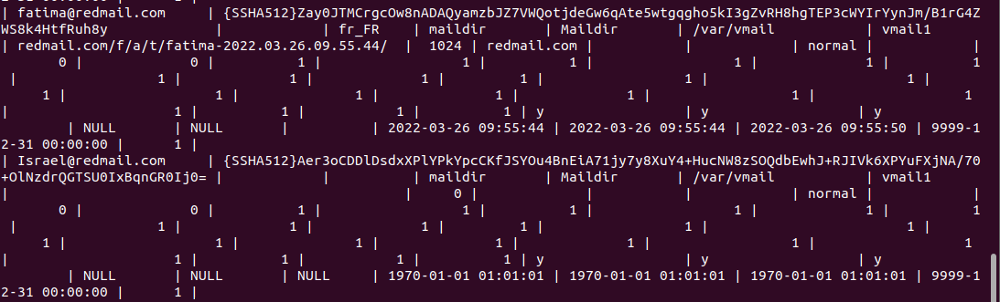 | fatima@redmail.com | {SSHA512}Zay0JTMCrgcOw8nADAQyamzbJZ7VWQotjdeGw6qAte5wtgqgho5kI3gZvRH8hgTEP3cWYIrYynJm/B1rG4Z
WS8k4HtfRuh8y | | fr_FR | maildir | Maildir | /var/vmail | vmail1
| redmail.com/f/a/t/fatima-2022.03.26.09.55.44/ | 1024 | redmail.com | | | normal | |
0 | 0 | 1 | 1 | 1 | 1 | 1 | 1
| 1 | 1 | 1 | 1 | 1 | 1 |
1 | 1 | 1 | 1 | 1 | 1 | 1
| 1 | 1 | 1 | 1 | y | y | y
| NULL | NULL | | 2022-03-26 09:55:44 | 2022-03-26 09:55:44 | 2022-03-26 09:55:50 | 9999-1
2-31 00:00:00 | 1 |
| Israel@redmail.com | {SSHA512}Aer3oCDDlDsdxXPlYPkYpcCKfJSYOu4BnEiA71jy7y8XuY4+HucNW8zSOQdbEwhJ+RJIVk6XPYuFXjNA/70
+OlNzdrQGTSU0IxBqnGR0Ij0= | | | maildir | Maildir | /var/vmail | vmail1
| | 0 | | | | normal | |
0 | 0 | 1 | 1 | 1 | 1 | 1 | 1
| 1 | 1 | 1 | 1 | 1 | 1 |
1 | 1 | 1 | 1 | 1 | 1 | 1
| 1 | 1 | 1 | 1 | y | y | y
| NULL | NULL | NULL | 1970-01-01 01:01:01 | 1970-01-01 01:01:01 | 1970-01-01 01:01:01 | 9999-1
2-31 00:00:00 | 1 |